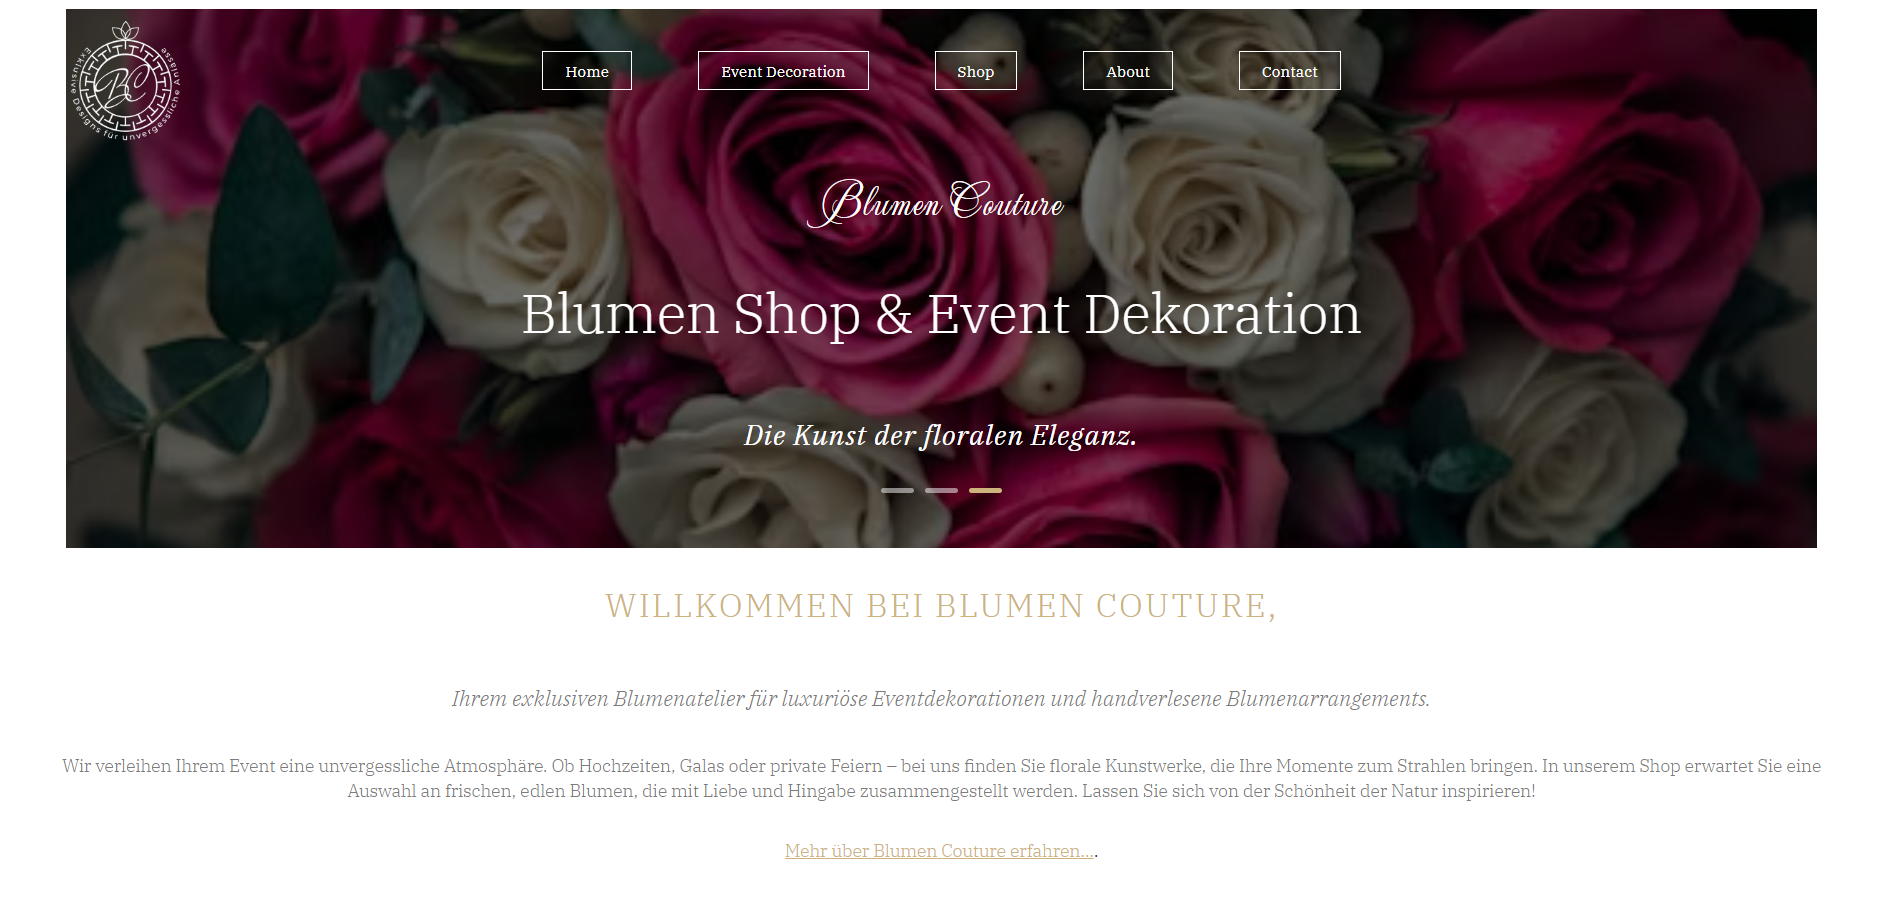 Exklusive Designs für unvergessliche Anlässe
BC
Home
Event Decoration
Shop
About
Contact
Blumen Couture
Blumen Shop & Event Dekoration
Die Kunst der floralen Eleganz.
WILLKOMMEN BEI BLUMEN COUTURE,
Ihrem exklusiven Blumenatelier für luxuriöse Eventdekorationen und handverlesene Blumenarrangements.
Wir verleihen Ihrem Event eine unvergessliche Atmosphäre. Ob Hochzeiten, Galas oder private Feiern – bei uns finden Sie florale Kunstwerke, die Ihre Momente zum Strahlen bringen. In unserem Shop erwartet Sie eine
Auswahl an frischen, edlen Blumen, die mit Liebe und Hingabe zusammengestellt werden. Lassen Sie sich von der Schönheit der Natur inspirieren!
Mehr über Blumen Couture erfahren....